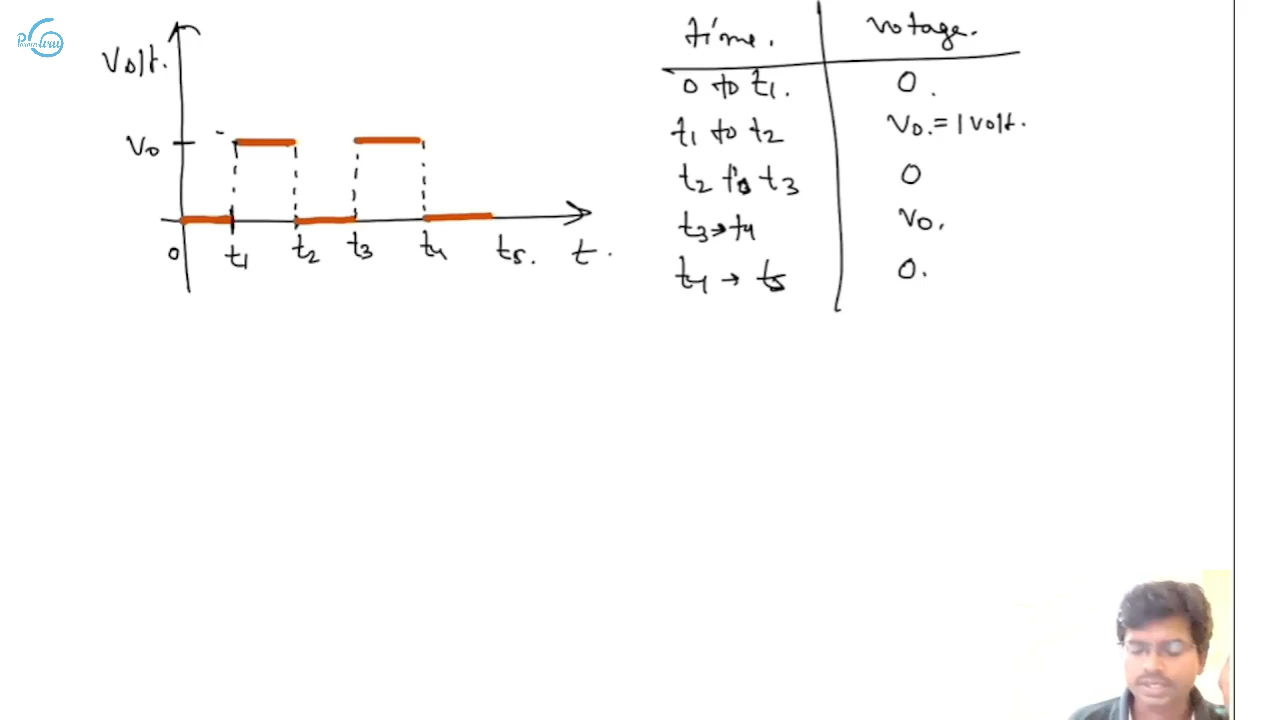 Volt.
V0
0 t1 t2 t3 t4 t5. t.
time. votage.
0 to t1. 0.
t1 to t2 V0. = 1 volt.
t2 to t3 0
t3 → t4 V0.
t4 → t5 0.